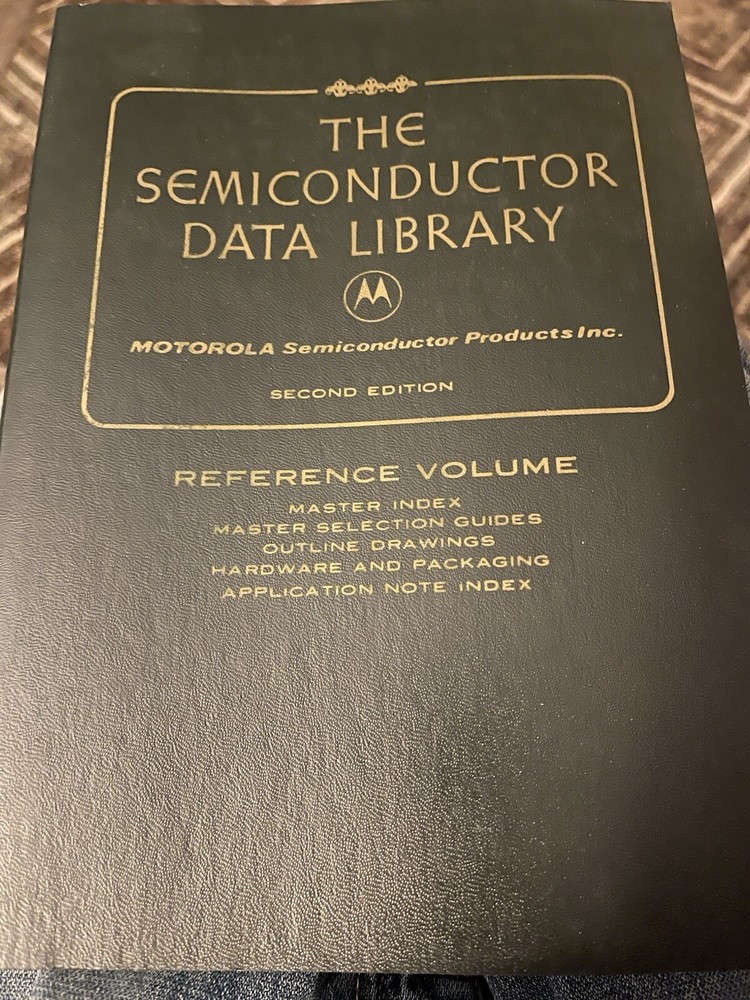 THE
SEMICONDUCTOR
DATA LIBRARY
MOTOROLA Semiconductor Products Inc.
SECOND EDITION
REFERENCE VOLUME
MASTER INDEX
MASTER SELECTION GUIDES
OUTLINE DRAWINGS
HARDWARE AND PACKAGING
APPLICATION NOTE INDEX